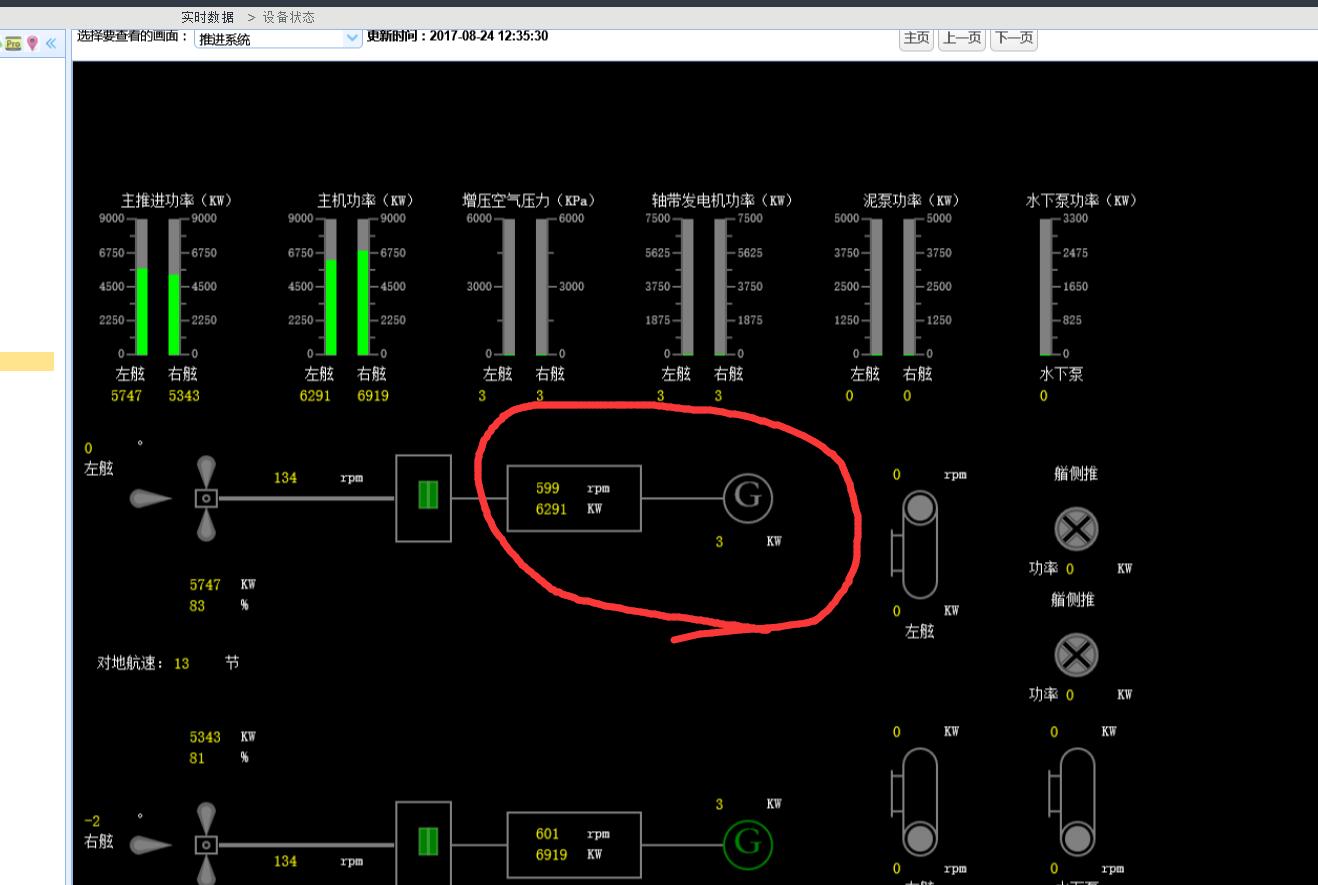 实时数据 > 设备状态
Pro
选择要查看的画面： 推进系统 更新时间：2017-08-24 12:35:30 主页 上一页 下一页
主推进功率（KW） 主机功率（KW） 增压空气压力（KPa） 轴带发电机功率（KW） 泥泵功率（KW） 水下泵功率（KW）
9000 9000 9000 9000 6000 6000 7500 7500 5000 5000 3300
6750 6750 6750 6750 5625 5625 3750 3750 2475
4500 4500 4500 4500 3000 3000 3750 3750 2500 2500 1650
2250 2250 2250 2250 1875 1875 1250 1250 825
0 0 0 0 0 0 0 0 0 0 0
左舷 右舷 左舷 右舷 左舷 右舷 左舷 右舷 左舷 右舷 水下泵
5747 5343 6291 6919 3 3 3 3 0 0 0
0 °
左舷
134 rpm
599 rpm
6291 KW
G
3 KW
0 rpm
艏侧推
功率 0 KW
5747 KW
83 %
0 KW
左舷
艏侧推
对地航速： 13 节
功率 0 KW
5343 KW
81 %
0 KW
0 KW
-2 °
右舷
134 rpm
601 rpm
6919 KW
3 KW
G
0 rpm
0 rpm